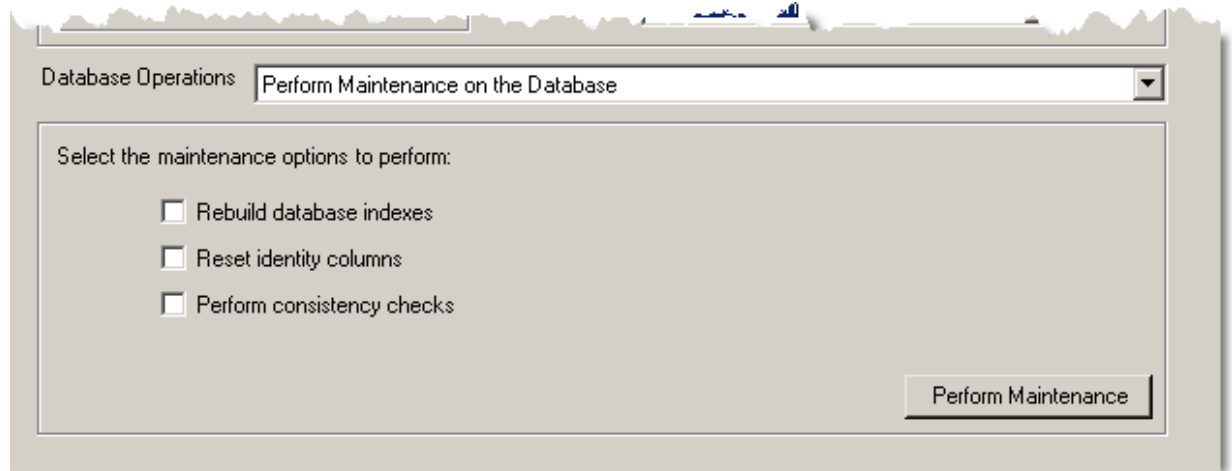 Database Operations
Perform Maintenance on the Database
Select the maintenance options to perform:
Rebuild database indexes
Reset identity columns
Perform consistency checks
Perform Maintenance